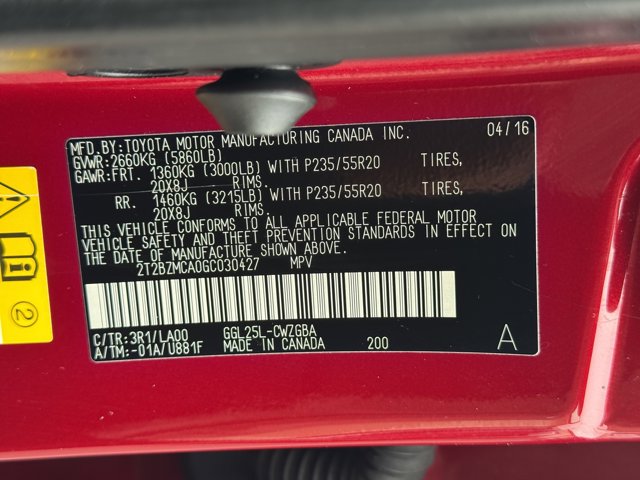 MFD.BY:TOYOTA MOTOR MANUFACTURING CANADA INC. 04/16
GVWR:2660KG (5860LB)
GAWR:FRT. 1360KG (3000LB) WITH P235/55R20 TIRES,
20X8J RIMS.
RR. 1460KG (3215LB) WITH P235/55R20 TIRES,
20X8J RIMS.
THIS VEHICLE CONFORMS TO ALL APPLICABLE FEDERAL MOTOR
VEHICLE SAFETY AND THEFT PREVENTION STANDARDS IN EFFECT ON
THE DATE OF MANUFACTURE SHOWN ABOVE.
2T2BZMCA0GC030427 MPV
C/TR:3R1/LA00 GGL25L-CWZGBA
A/TM:-01A/U881F MADE IN CANADA 200 A
2